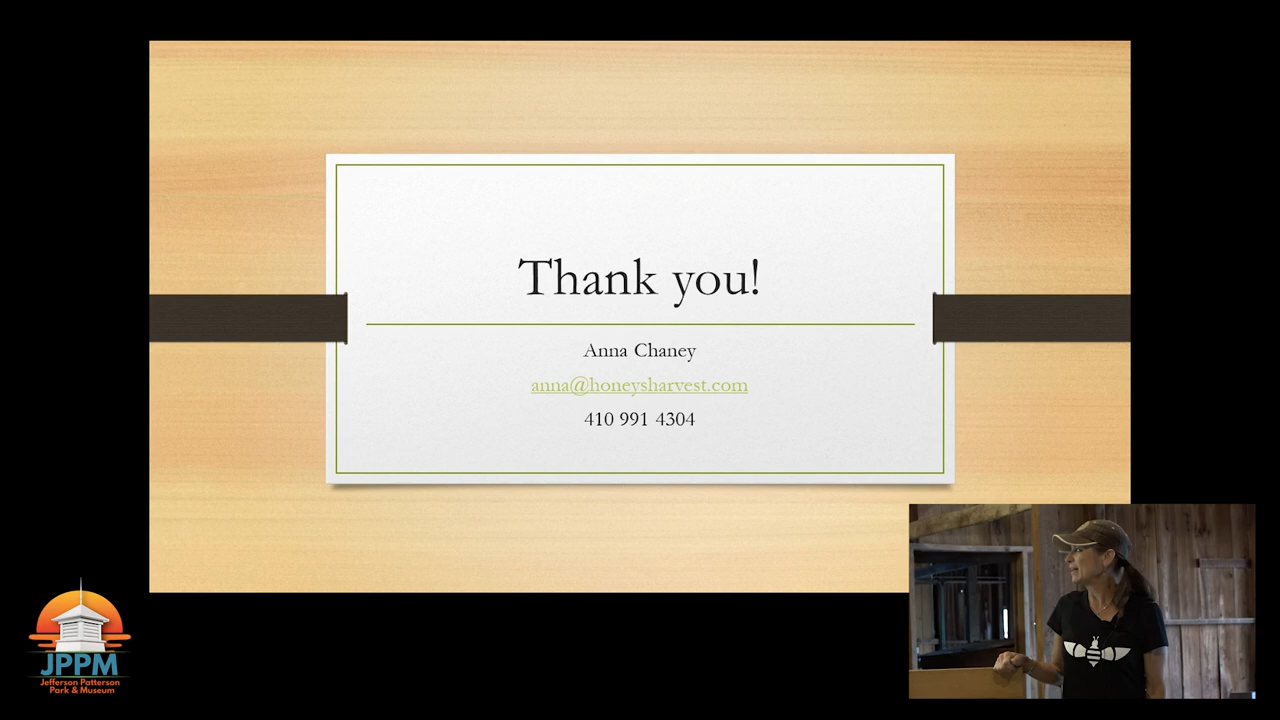 Thank you!
Anna Chaney
anna@honeysharvest.com
410 991 4304
JPPM
Jefferson Patterson
Park & Museum